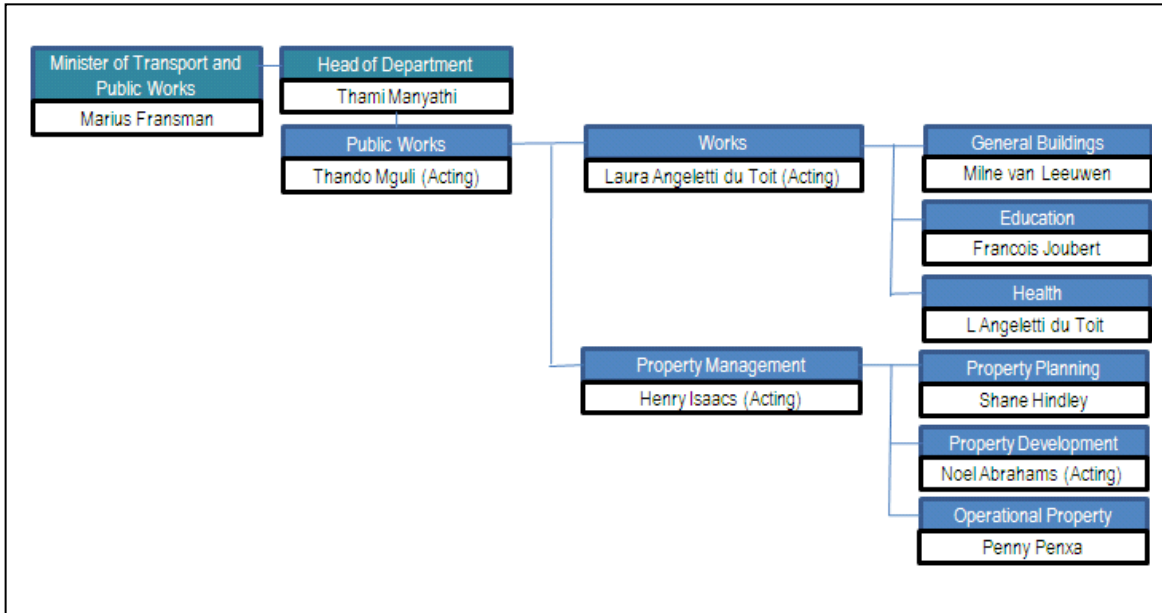 Minister of Transport and
Public Works
Marius Fransman
Head of Department
Thami Manyathi
Public Works
Thando Mguli (Acting)
Works
Laura Angeletti du Toit (Acting)
General Buildings
Milne van Leeuwen
Education
Francois Joubert
Health
L Angeletti du Toit
Property Management
Henry Isaacs (Acting)
Property Planning
Shane Hindley
Property Development
Noel Abrahams (Acting)
Operational Property
Penny Penxa